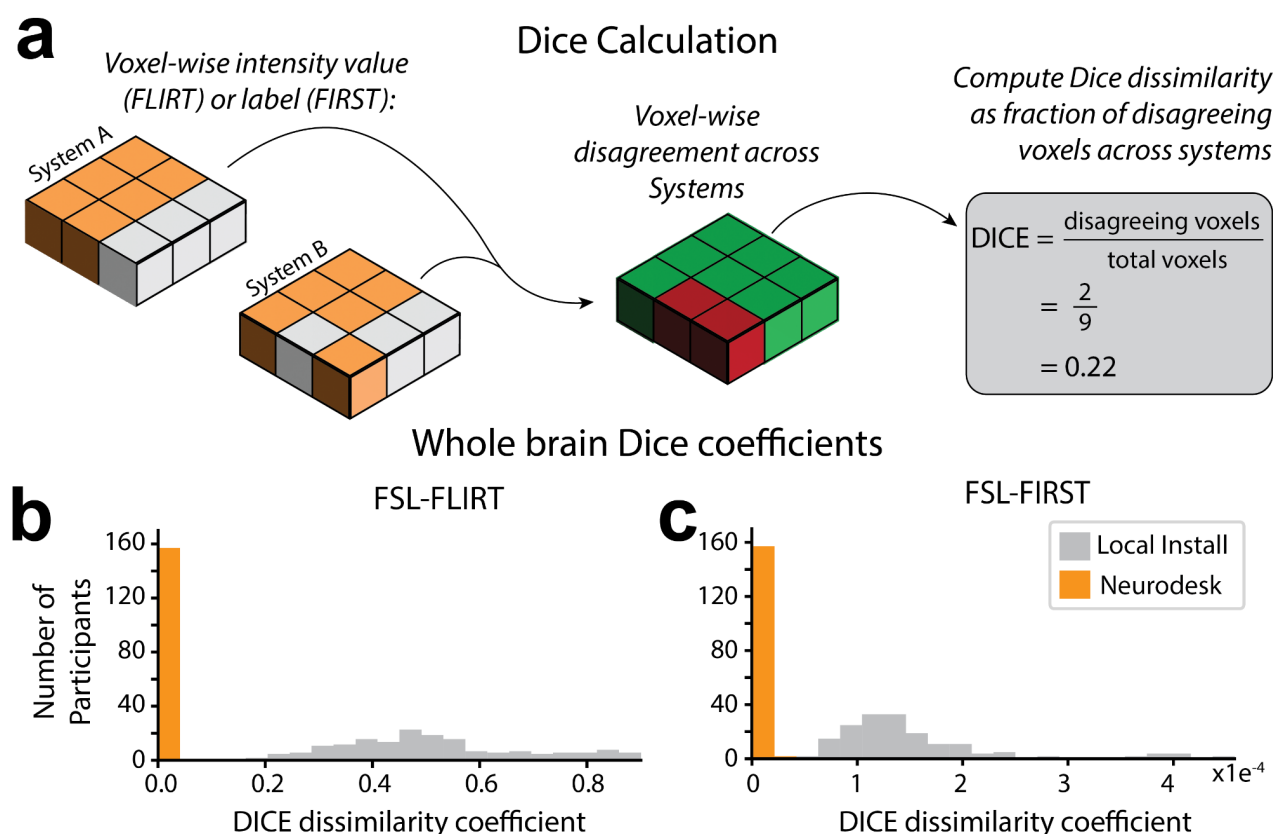 a
Dice Calculation
Voxel-wise intensity value
(FLIRT) or label (FIRST):
System A
System B
Voxel-wise
disagreement across
Systems
Compute Dice dissimilarity
as fraction of disagreeing
voxels across systems
DICE = disagreeing voxels
total voxels
= 2
9
= 0.22
Whole brain Dice coefficients
b
FSL-FLIRT
Number of
Participants
160
120
80
40
0
0.0 0.2 0.4 0.6 0.8
DICE dissimilarity coefficient
c
FSL-FIRST
Local Install
Neurodesk
160
120
80
40
0
0 1 2 3 4 x1e-4
DICE dissimilarity coefficient